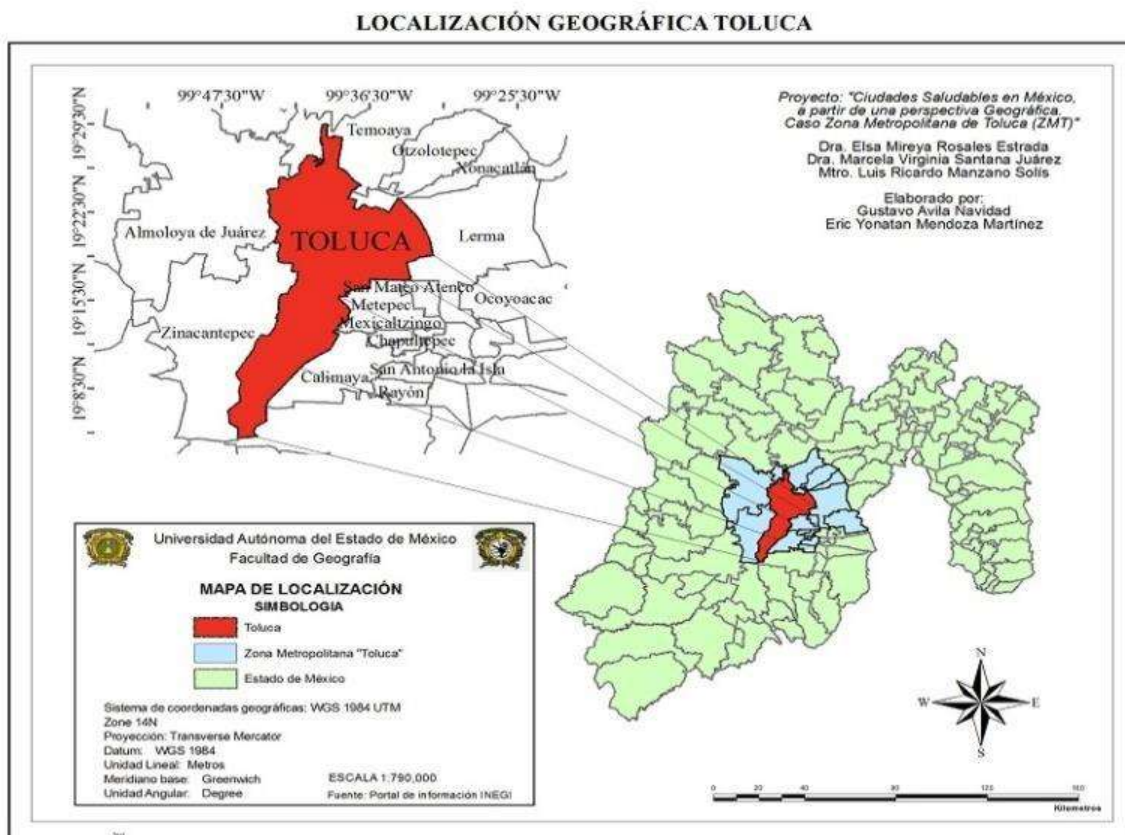 LOCALIZACIÓN GEOGRÁFICA TOLUCA
99°47'30"W 99°36'30"W 99°25'30"W
19°29'30"N
19°22'30"N
19°15'30"N
19°8'30"N
Temoaya
Otzolotepec
Xonacatlán
Almoloya de Juárez
TOLUCA
Lerma
San Mateo Atenco
Ocoyoacac
Metepec
Zinacantepec
Mexicaltzingo
Chapultepec
San Antonio la Isla
Calimaya
Rayón
Proyecto: "Ciudades Saludables en México,
a partir de una perspectiva Geográfica.
Caso Zona Metropolitana de Toluca (ZMT)"
Dra. Elsa Mireya Rosales Estrada
Dra. Marcela Virginia Santana Juárez
Mtro. Luis Ricardo Manzano Solís
Elaborado por:
Gustavo Avila Navidad
Eric Yonatan Mendoza Martínez
Universidad Autónoma del Estado de México
Facultad de Geografía
MAPA DE LOCALIZACIÓN
SIMBOLOGIA
Toluca
Zona Metropolitana "Toluca"
Estado de México
Sistema de coordenadas geográficas: WGS 1984 UTM
Zone 14N
Proyección: Transverse Mercator
Datum: WGS 1984
Unidad Lineal: Metros
Meridiano base: Greenwich
Unidad Angular: Degree
ESCALA 1:790,000
Fuente: Portal de información INEGI
N
W E
S
0 20 40 80 120 160
Kilometros